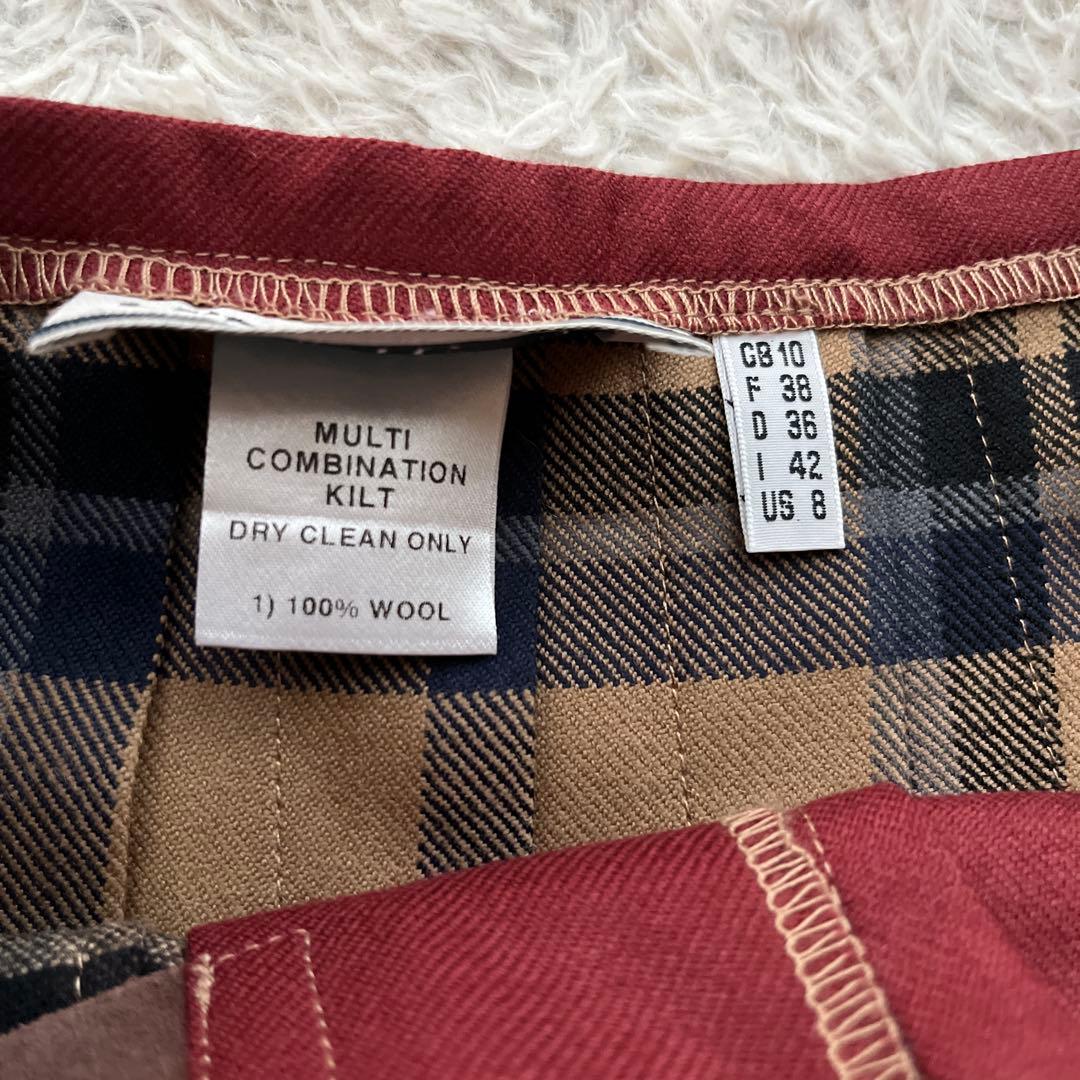 MULTI
COMBINATION
KILT
DRY CLEAN ONLY
1) 100% WOOL
GB 10
F 38
D 36
I 42
US 8